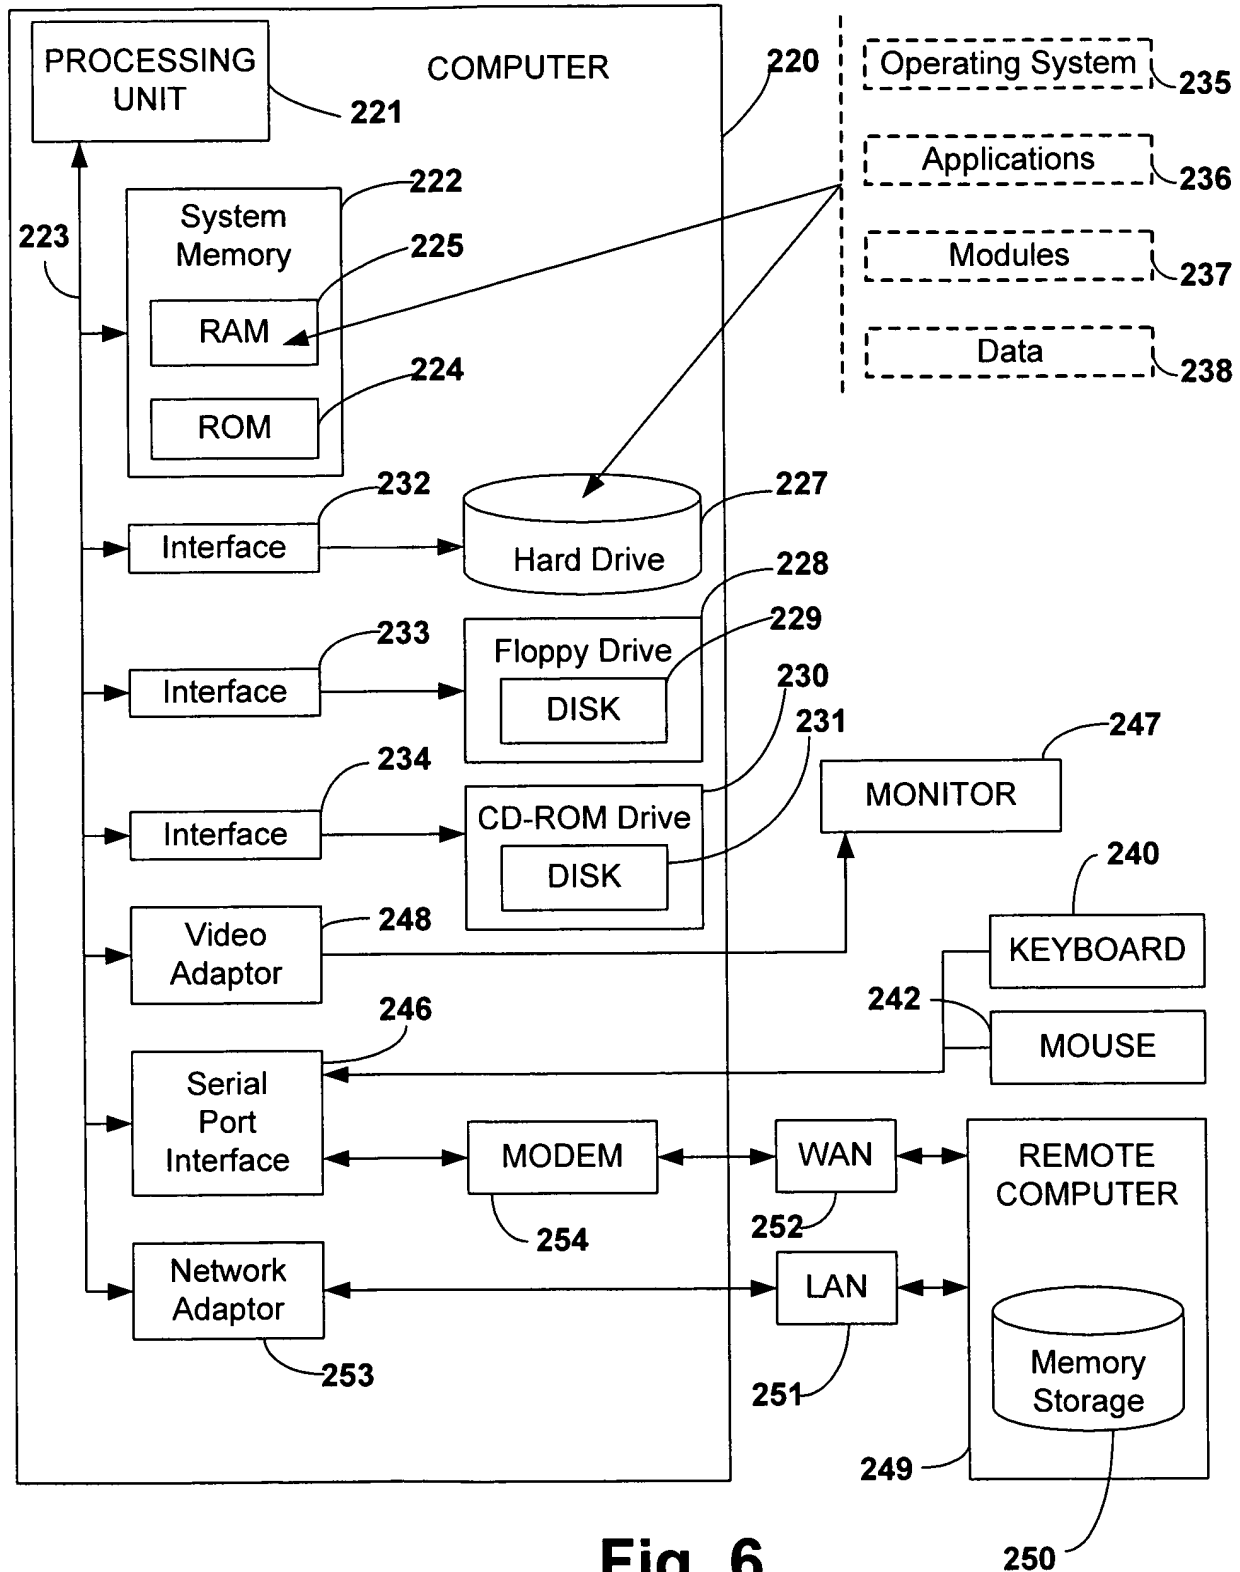 PROCESSING
UNIT
221
COMPUTER
220
Operating System
235
Applications
236
Modules
237
Data
238
223
222
System
Memory
225
RAM
224
ROM
232
Interface
227
Hard Drive
228
233
Interface
229
Floppy Drive
DISK
230
231
234
Interface
CD-ROM Drive
DISK
247
MONITOR
240
KEYBOARD
242
MOUSE
248
Video
Adaptor
246
Serial
Port
Interface
MODEM
254
WAN
252
REMOTE
COMPUTER
Network
Adaptor
253
LAN
251
Memory
Storage
249
250
Fig. 6